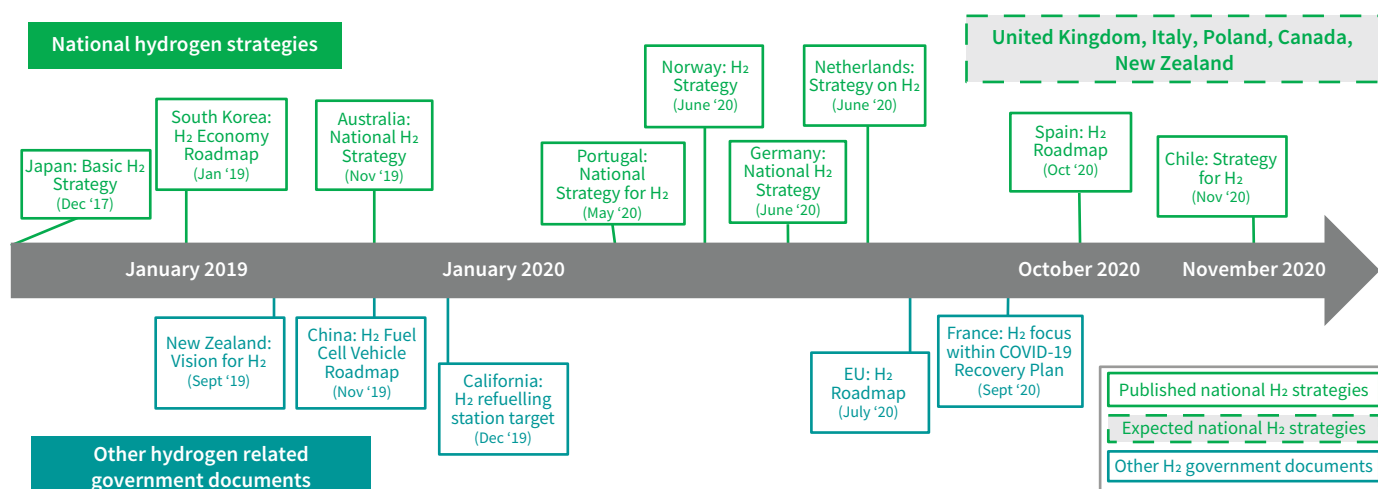 National hydrogen strategies
United Kingdom, Italy, Poland, Canada,
New Zealand
Japan: Basic H₂
Strategy
(Dec ‘17)
South Korea:
H₂ Economy
Roadmap
(Jan ‘19)
Australia:
National H₂
Strategy
(Nov ‘19)
Portugal:
National
Strategy for H₂
(May ‘20)
Norway: H₂
Strategy
(June ‘20)
Germany:
National H₂
Strategy
(June ‘20)
Netherlands:
Strategy on H₂
(June ‘20)
Spain: H₂
Roadmap
(Oct ‘20)
Chile: Strategy
for H₂
(Nov ‘20)
January 2019
January 2020
October 2020
November 2020
New Zealand:
Vision for H₂
(Sept ‘19)
China: H₂ Fuel
Cell Vehicle
Roadmap
(Nov ‘19)
California:
H₂ refuelling
station target
(Dec ‘19)
EU: H₂
Roadmap
(July ‘20)
France: H₂ focus
within COVID-19
Recovery Plan
(Sept ‘20)
Other hydrogen related
government documents
Published national H₂ strategies
Expected national H₂ strategies
Other H₂ government documents